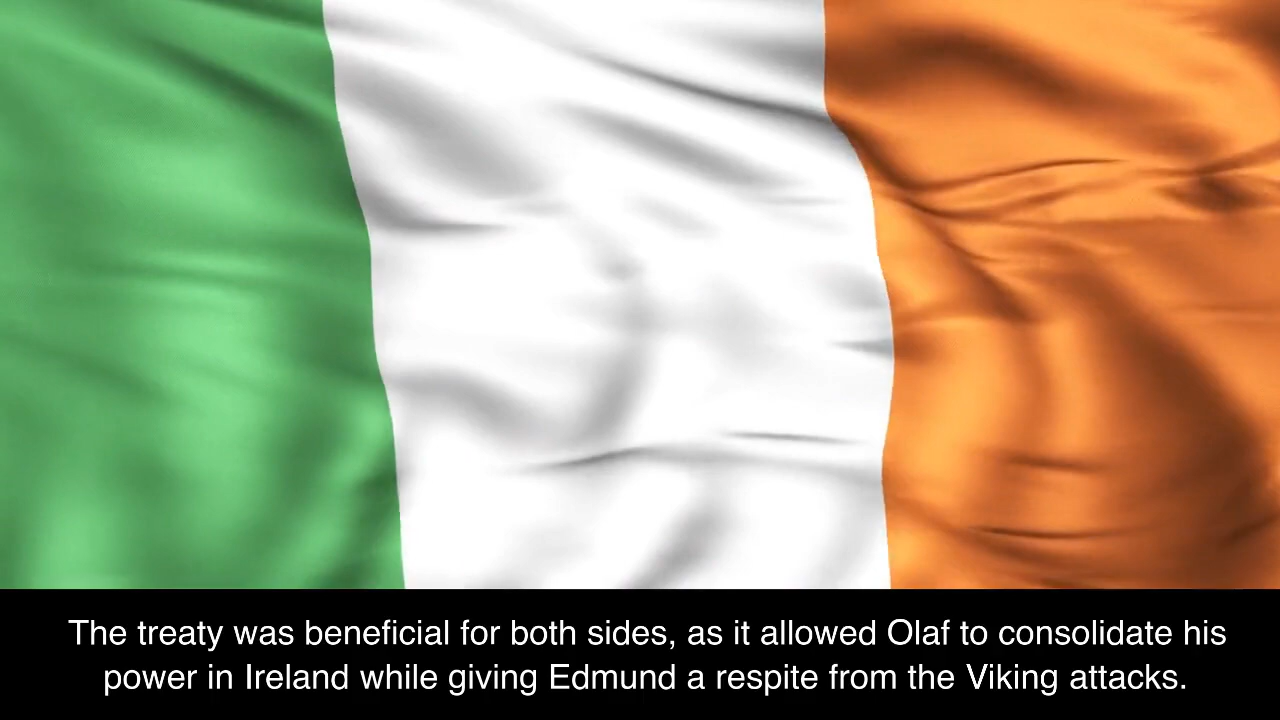 The treaty was beneficial for both sides, as it allowed Olaf to consolidate his
power in Ireland while giving Edmund a respite from the Viking attacks.